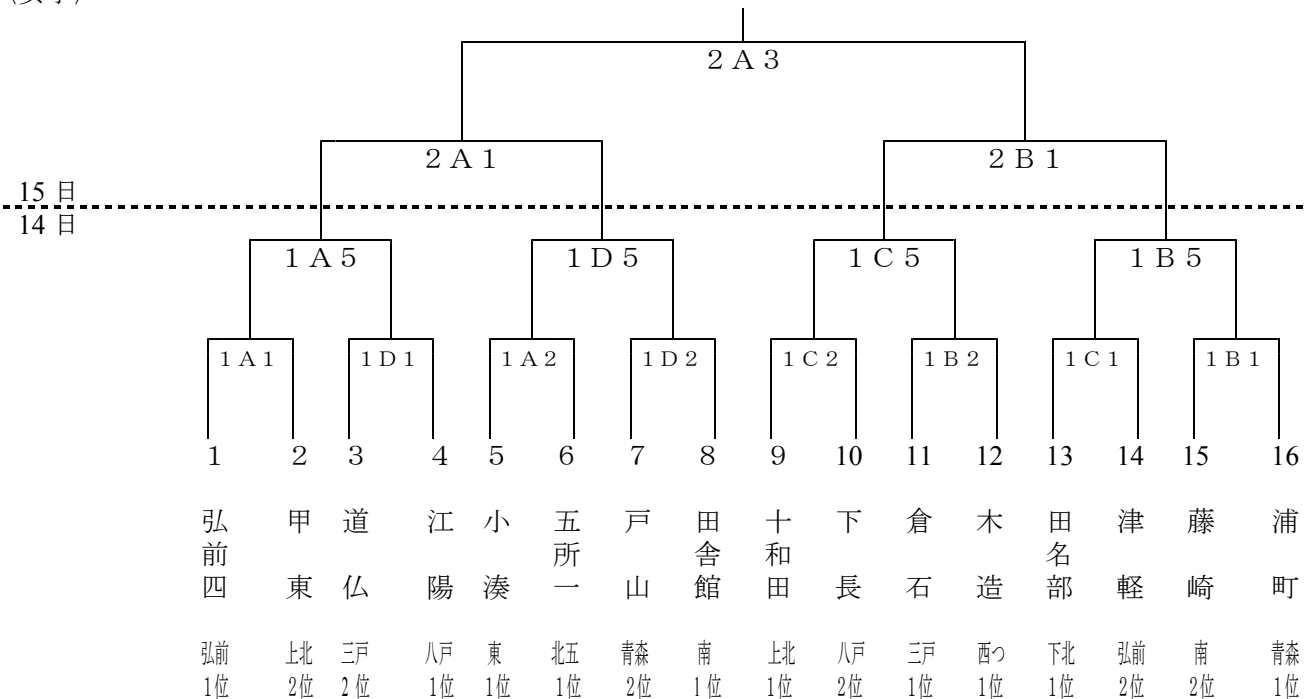 ２Ａ３
２Ａ１ ２Ｂ１
15 日
14 日
１Ａ５ １Ｄ５ １Ｃ５ １Ｂ５
１Ａ１ １Ｄ１ １Ａ２ １Ｄ２ １Ｃ２ １Ｂ２ １Ｃ１ １Ｂ１
１ ２ ３ ４ ５ ６ ７ ８ ９ 10 11 12 13 14 15 16
弘前四 甲東 道仏 江陽 小湊 五所一 戸山 田舎館 十和田 下長 倉石 木造 田名部 津軽 藤崎 浦町
弘前 上北 三戸 八戸 東 北五 青森 南 上北 八戸 三戸 西つ 下北 弘前 南 青森
1位 2位 2位 1位 1位 1位 2位 1位 1位 2位 1位 1位 1位 2位 2位 1位